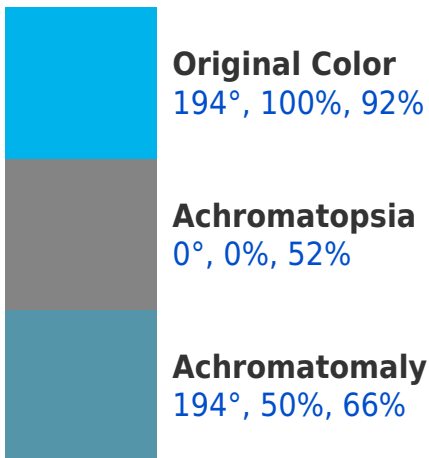 Original Color
194°, 100%, 92%
Achromatopsia
0°, 0%, 52%
Achromatomaly
194°, 50%, 66%